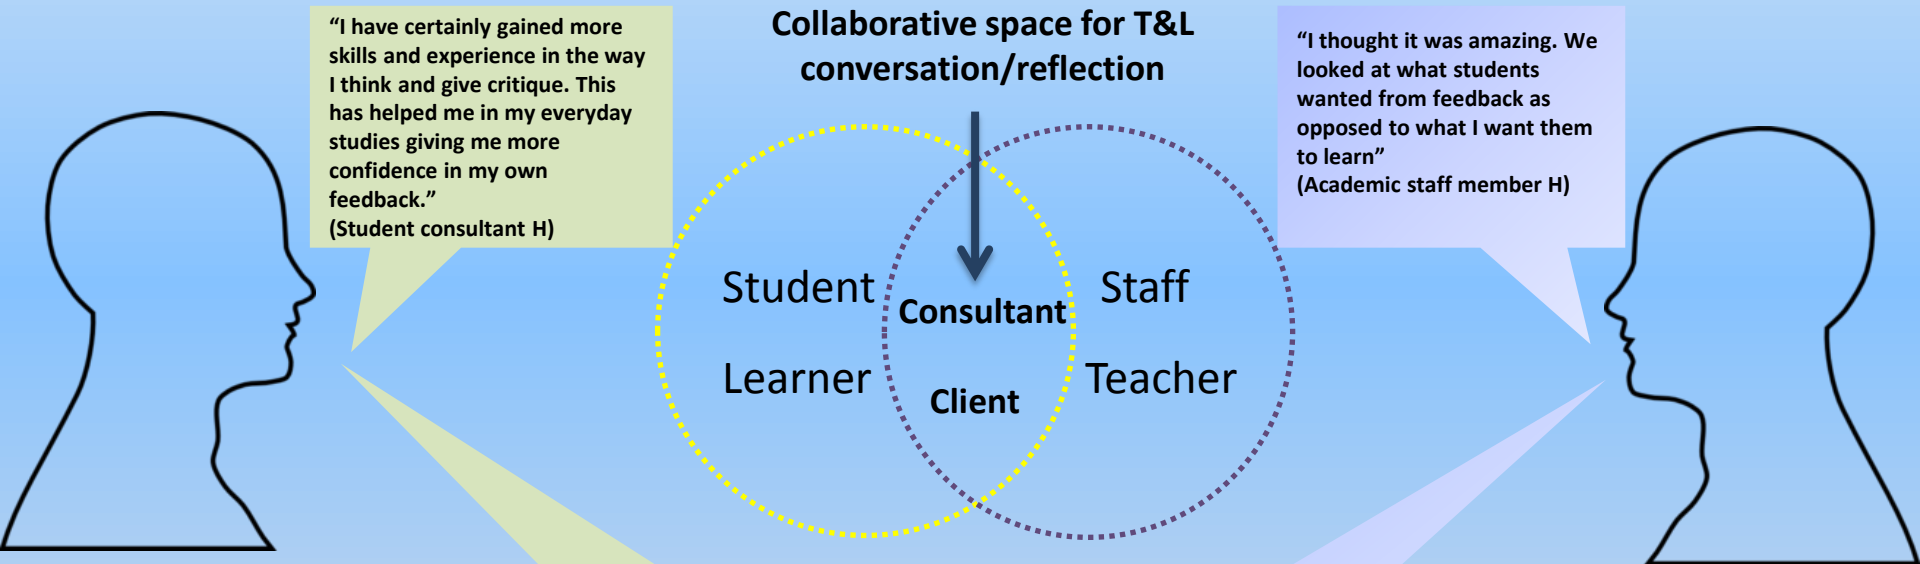 “I have certainly gained more
skills and experience in the way
I think and give critique. This
has helped me in my everyday
studies giving me more
confidence in my own
feedback.”
(Student consultant H)
Collaborative space for T&L
conversation/reflection
“I thought it was amazing. We
looked at what students
wanted from feedback as
opposed to what I want them
to learn”
(Academic staff member H)
Student
Consultant
Staff
Learner
Client
Teacher